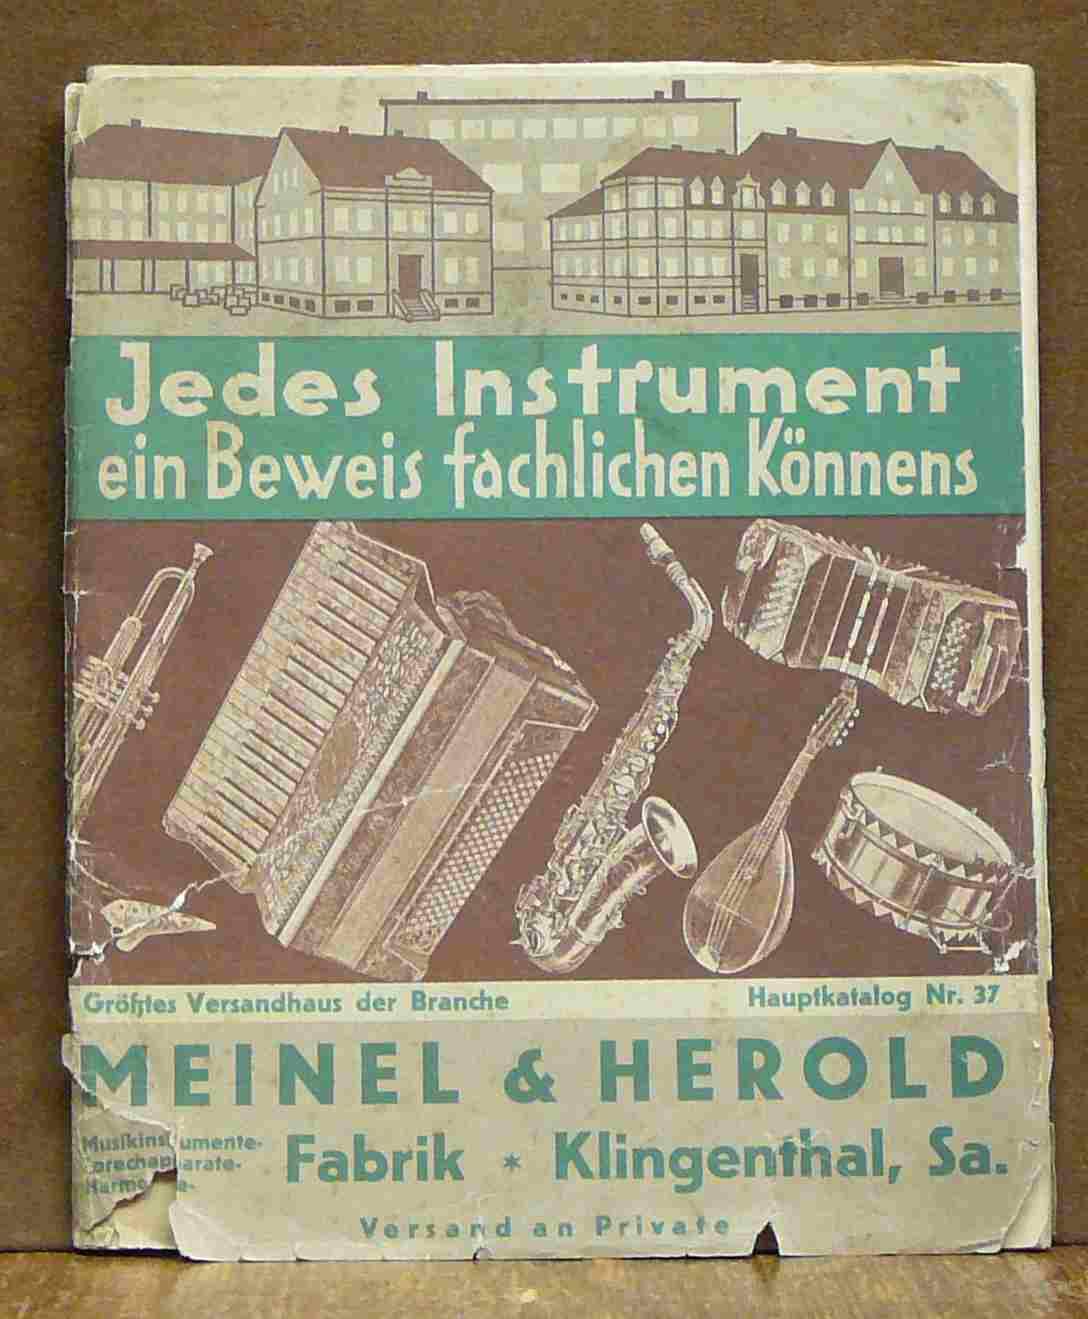 Jedes Instrument
ein Beweis fachlichen Könnens
Größtes Versandhaus der Branche
Hauptkatalog Nr. 37
MEINEL & HEROLD
Fabrik * Klingenthal, Sa.
Versand an Private